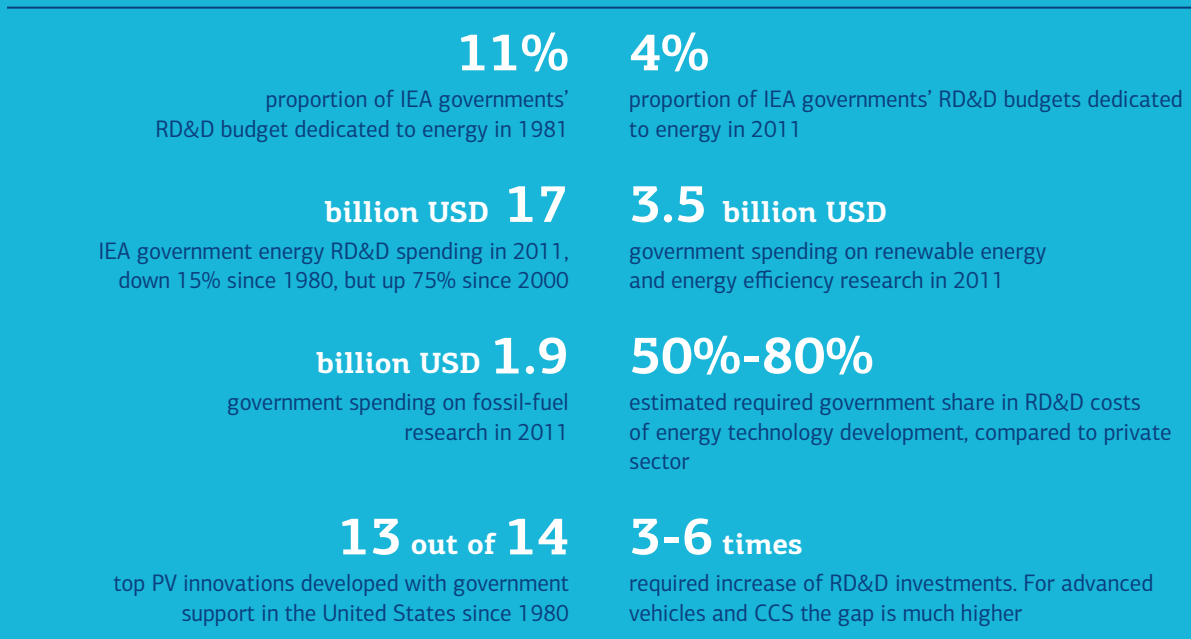 11%
proportion of IEA governments’
RD&D budget dedicated to energy in 1981
4%
proportion of IEA governments’ RD&D budgets dedicated
to energy in 2011
billion USD 17
IEA government energy RD&D spending in 2011,
down 15% since 1980, but up 75% since 2000
3.5 billion USD
government spending on renewable energy
and energy efficiency research in 2011
billion USD 1.9
government spending on fossil-fuel
research in 2011
50%-80%
estimated required government share in RD&D costs
of energy technology development, compared to private
sector
13 out of 14
top PV innovations developed with government
support in the United States since 1980
3-6 times
required increase of RD&D investments. For advanced
vehicles and CCS the gap is much higher